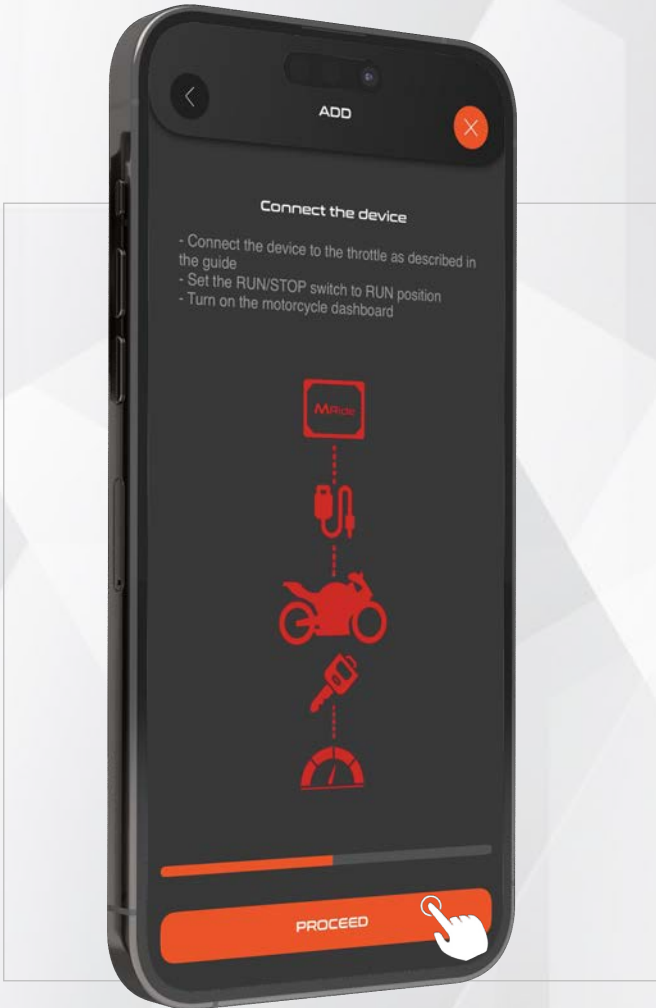 ADD
Connect the device
- Connect the device to the throttle as described in
the guide
- Set the RUN/STOP switch to RUN position
- Turn on the motorcycle dashboard
MRide
PROCEED